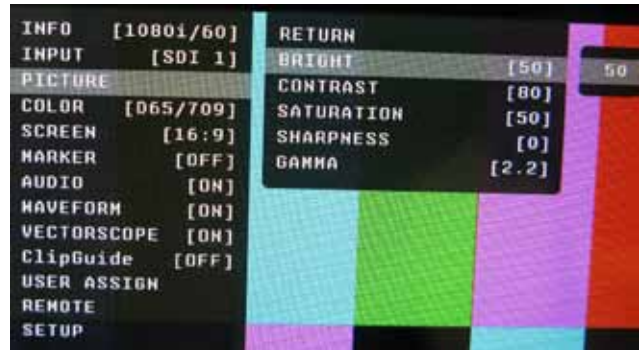 INFO [1080i/60]
INPUT [SDI 1]
PICTURE
COLOR [D65/709]
SCREEN [16:9]
MARKER [OFF]
AUDIO [ON]
WAVEFORM [ON]
VECTORSCOPE [ON]
ClipGuide [OFF]
USER ASSIGN
REMOTE
SETUP
RETURN
BRIGHT [50]
CONTRAST [80]
SATURATION [50]
SHARPNESS [0]
GAMMA [2.2]
50